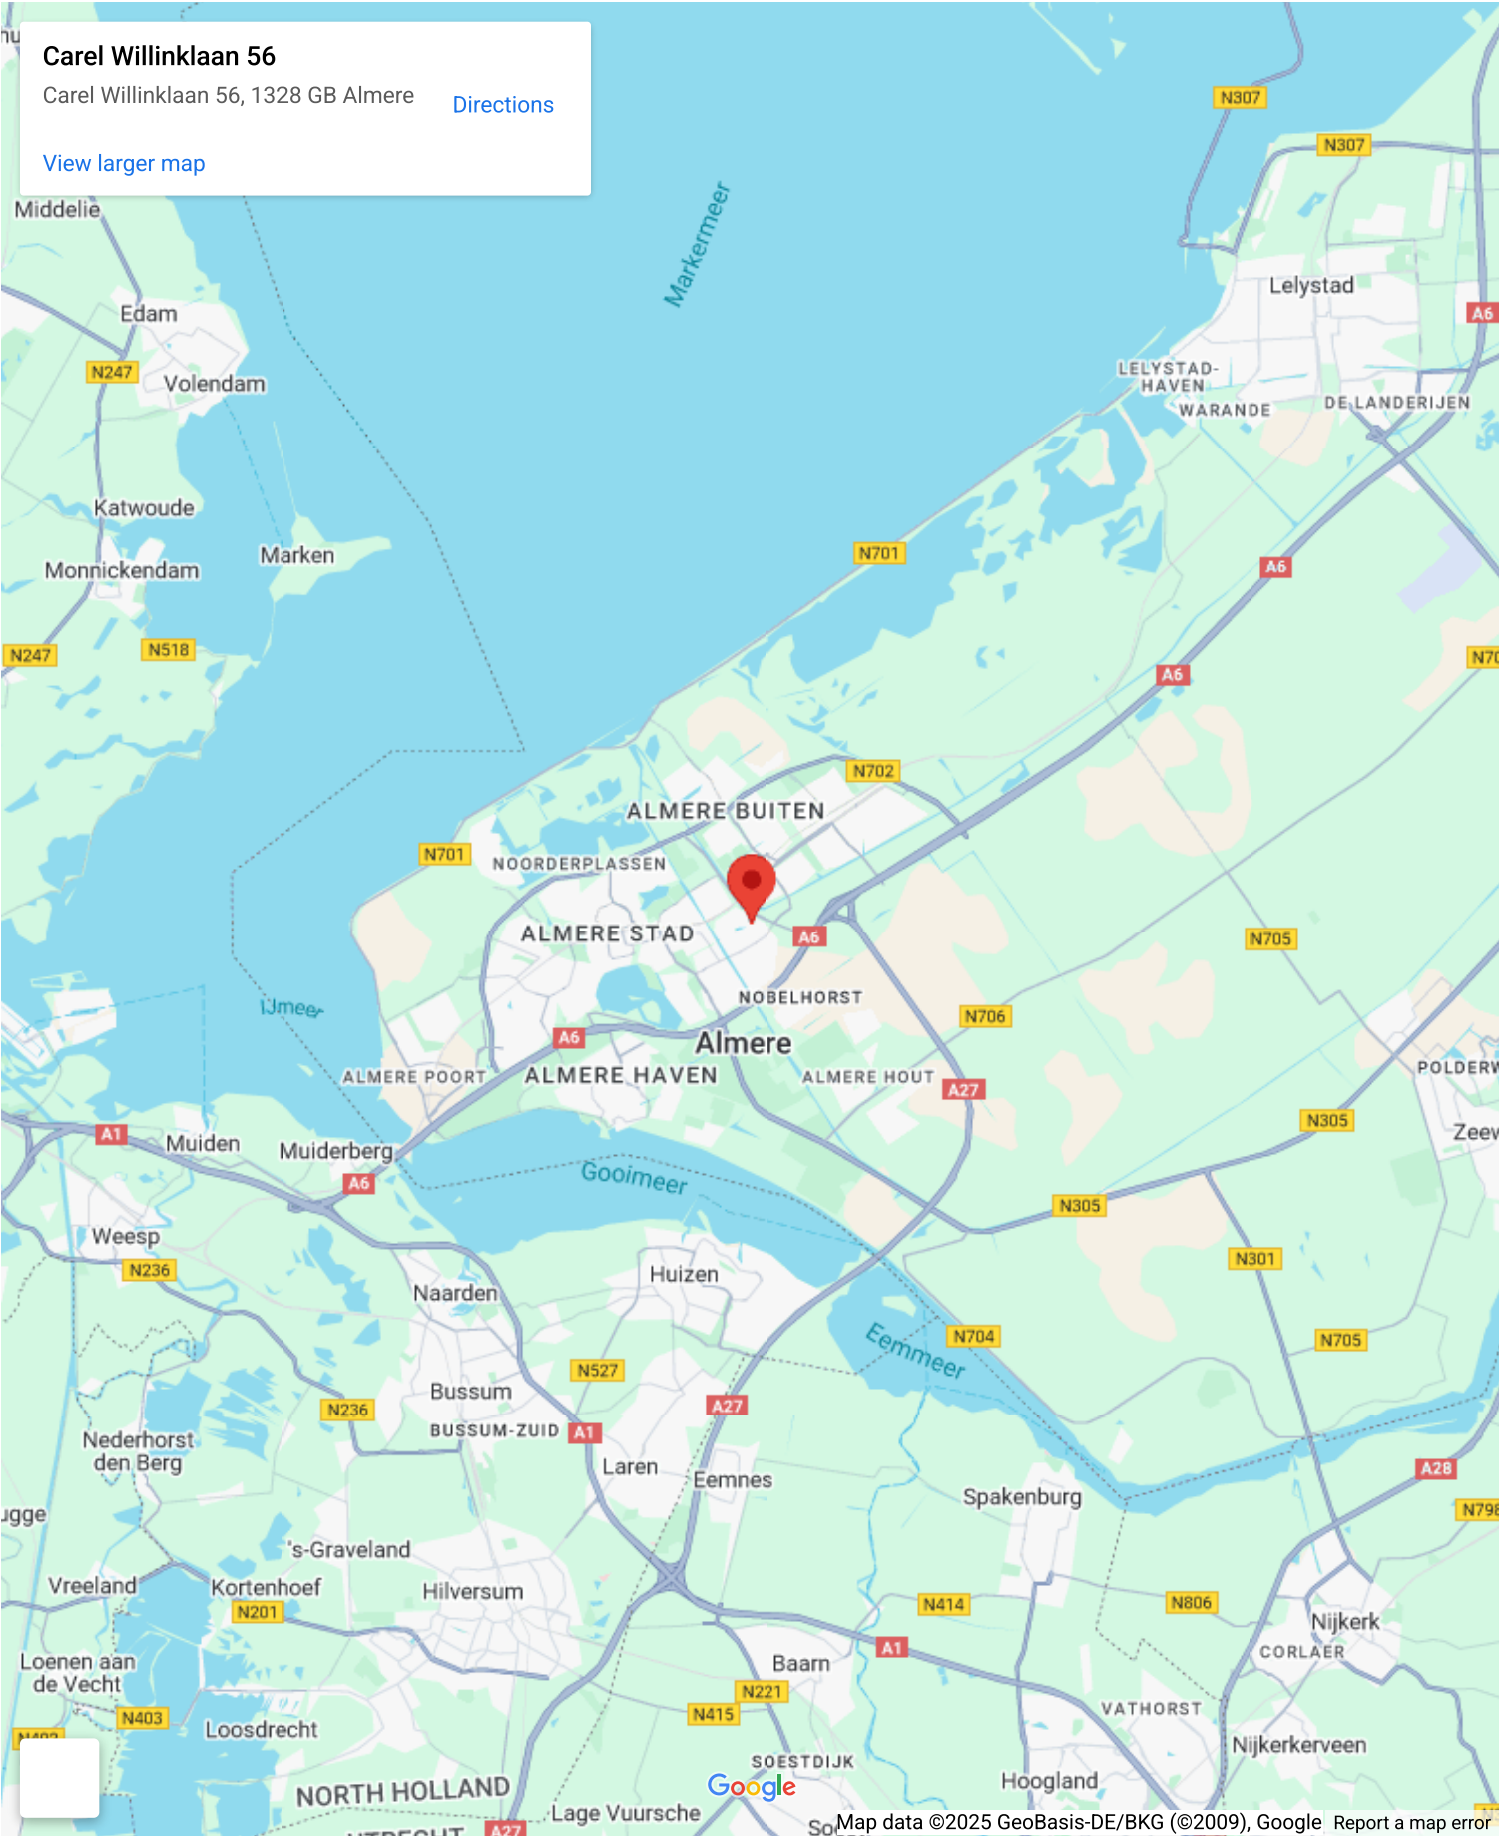 Carel Willinklaan 56
Carel Willinklaan 56, 1328 GB Almere
Directions
View larger map
N307
N307
Middelie
Markermeer
Lelystad
Edam
A6
N247
Volendam
LELYSTAD-
HAVEN
WARANDE
DE LANDERIJEN
Katwoude
Marken
N701
Monnickendam
A6
N518
N247
A6
N702
ALMERE BUITEN
N701
NOORDERPLASSEN
ALMERE STAD
A6
N705
NOBELHORST
IJmeer
N706
A6
Almere
ALMERE POORT
ALMERE HAVEN
ALMERE HOUT
A27
POLDERW
N305
A1
Muiden
Muiderberg
Zeew
Gooimeer
A6
N305
Weesp
N236
N301
Huizen
Naarden
Eemmeer
N704
N705
N527
Bussum
N236
A27
BUSSUM-ZUID
A1
Nederhorst
den Berg
Laren
Eemnes
A28
Spakenburg
N798
ugge
's-Graveland
Vreeland
Kortenhoef
Hilversum
N201
N414
N806
Nijkerk
A1
CORLAER
Loenen aan
de Vecht
Baarn
N221
N403
N415
VATHORST
Loosdrecht
Nijkerkerveen
SOESTDIJK
NORTH HOLLAND
Google
Hoogland
Lage Vuursche
A27
Map data ©2025 GeoBasis-DE/BKG (©2009), Google
Report a map error